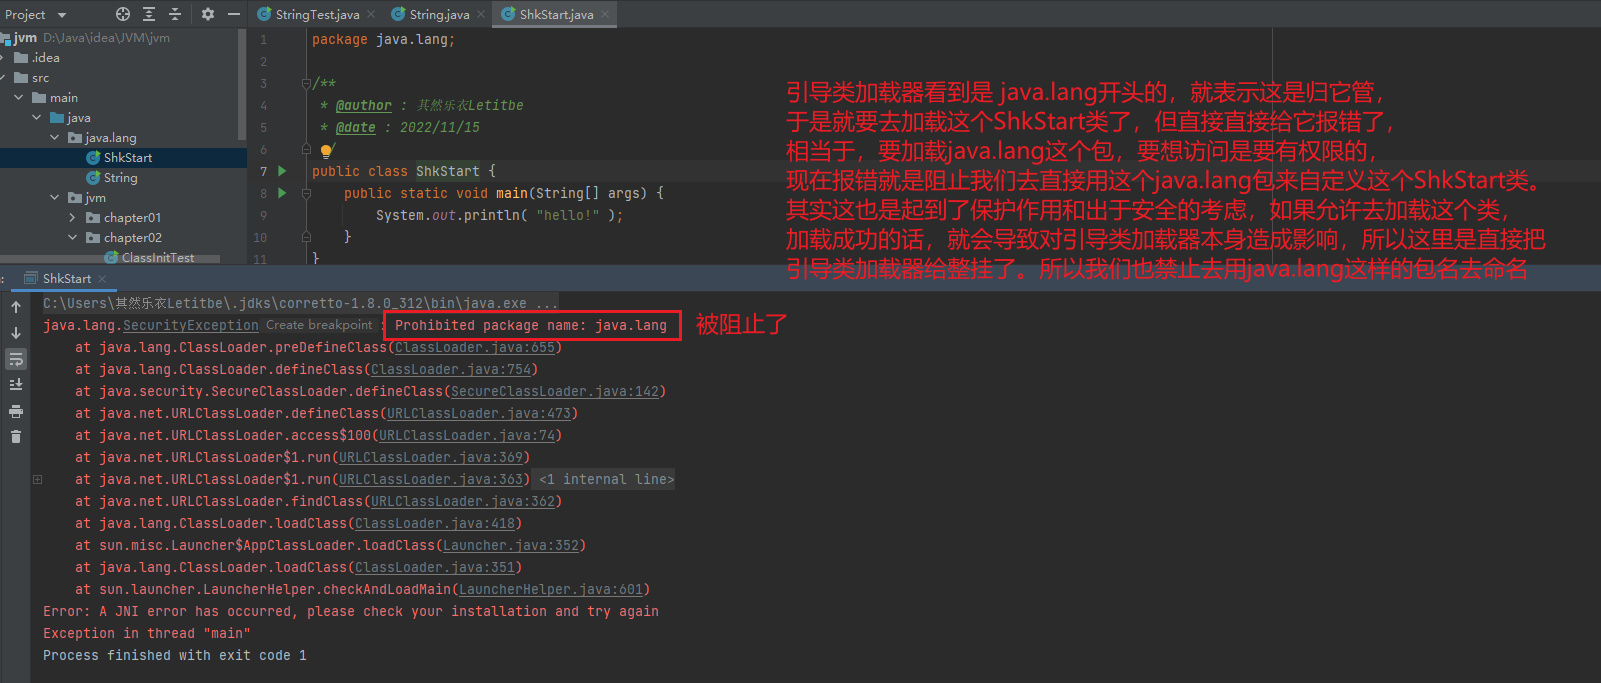 Project
StringTest.java
String.java
ShkStart.java
jvm D:\Java\idea\JVM\jvm
.idea
src
main
java
java.lang
ShkStart
String
jvm
chapter01
chapter02
ClassInitTest
1 package java.lang;
2
3 /**
4 * @author : 其然乐衣Letitbe
5 * @date : 2022/11/15
6 */
7 public class ShkStart {
8 public static void main(String[] args) {
9 System.out.println( "hello!" );
10 }
11 }
引导类加载器看到是 java.lang开头的，就表示这是归它管，
于是就要去加载这个ShkStart类了，但直接直接给它报错了，
相当于，要加载java.lang这个包，要想访问是要有权限的，
现在报错就是阻止我们去直接用这个java.lang包来自定义这个ShkStart类。
其实这也是起到了保护作用和出于安全的考虑，如果允许去加载这个类，
加载成功的话，就会导致对引导类加载器本身造成影响，所以这里是直接把
引导类加载器给整挂了。所以我们也禁止去用java.lang这样的包名去命名
: ShkStart
C:\Users\其然乐衣Letitbe\.jdks\corretto-1.8.0_312\bin\java.exe ...
java.lang.SecurityException Create breakpoint : Prohibited package name: java.lang
被阻止了
at java.lang.ClassLoader.preDefineClass(ClassLoader.java:655)
at java.lang.ClassLoader.defineClass(ClassLoader.java:754)
at java.security.SecureClassLoader.defineClass(SecureClassLoader.java:142)
at java.net.URLClassLoader.defineClass(URLClassLoader.java:473)
at java.net.URLClassLoader.access$100(URLClassLoader.java:74)
at java.net.URLClassLoader$1.run(URLClassLoader.java:369)
at java.net.URLClassLoader$1.run(URLClassLoader.java:363) <1 internal line>
at java.net.URLClassLoader.findClass(URLClassLoader.java:362)
at java.lang.ClassLoader.loadClass(ClassLoader.java:418)
at sun.misc.Launcher$AppClassLoader.loadClass(Launcher.java:352)
at java.lang.ClassLoader.loadClass(ClassLoader.java:351)
at sun.launcher.LauncherHelper.checkAndLoadMain(LauncherHelper.java:601)
Error: A JNI error has occurred, please check your installation and try again
Exception in thread "main"
Process finished with exit code 1